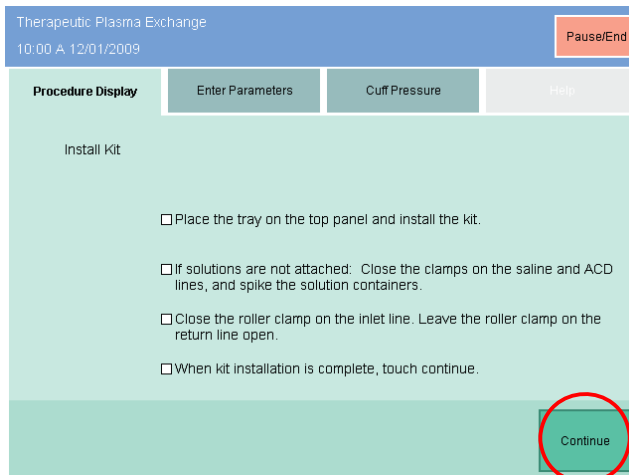 Therapeutic Plasma Exchange
10:00 A 12/01/2009
Pause/End
Procedure Display
Enter Parameters
Cuff Pressure
Help
Install Kit
Place the tray on the top panel and install the kit.
If solutions are not attached: Close the clamps on the saline and ACD
lines, and spike the solution containers.
Close the roller clamp on the inlet line. Leave the roller clamp on the
return line open.
When kit installation is complete, touch continue.
Continue